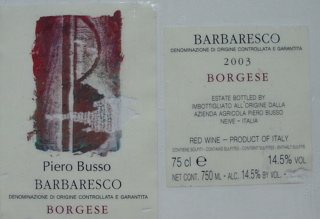 Piero Busso
BARBARESCO
DENOMINAZIONE DI ORIGINE CONTROLLATA E GARANTITA
BORGESE
BARBARESCO
DENOMINAZIONE DI ORIGINE CONTROLLATA E GARANTITA
2003
BORGESE
ESTATE BOTTLED BY
IMBOTTIGLIATO ALL'ORIGINE DALLA
AZIENDA AGRICOLA PIERO BUSSO
NEIVE - ITALIA
RED WINE - PRODUCT OF ITALY
75 cl e 14.5% VOL
NET CONT. 750 ML - ALC. 14.5% BY VOL -